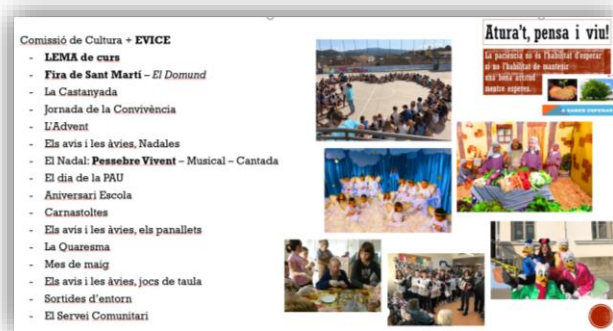 Comissió de Cultura + EVICE
- LEMA de curs
- Fira de Sant Martí – El Domund
- La Castanyada
- Jornada de la Convivència
- L'Advent
- Els avis i les àvies, Nadales
- El Nadal: Pessebre Vivent – Musical – Cantada
- El dia de la PAU
- Aniversari Escola
- Carnastoltes
- Els avis i les àvies, els panallets
- La Quaresma
- Mes de maig
- Els avis i les àvies, jocs de taula
- Sortides d'entorn
- El Servei Comunitari
Atura't, pensa i viu!
La paciència no és l'habilitat d'esperar
si no l'habilitat de mantenir
una bona actitud
mentre esperes.
A SABER ESPERAR